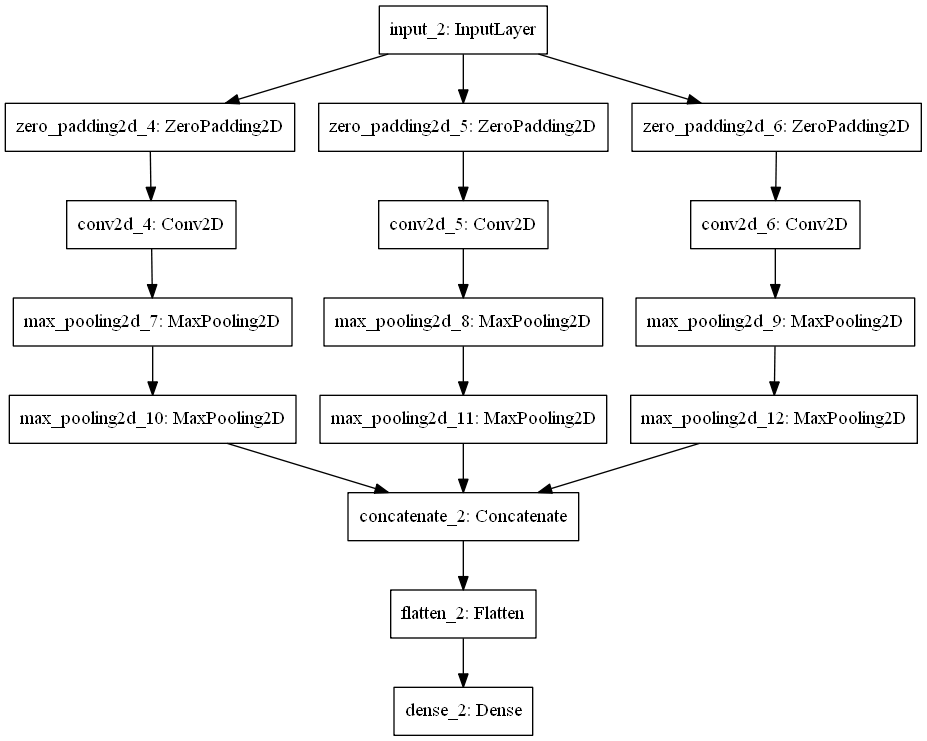 input_2: InputLayer
zero_padding2d_4: ZeroPadding2D
zero_padding2d_5: ZeroPadding2D
zero_padding2d_6: ZeroPadding2D
conv2d_4: Conv2D
conv2d_5: Conv2D
conv2d_6: Conv2D
max_pooling2d_7: MaxPooling2D
max_pooling2d_8: MaxPooling2D
max_pooling2d_9: MaxPooling2D
max_pooling2d_10: MaxPooling2D
max_pooling2d_11: MaxPooling2D
max_pooling2d_12: MaxPooling2D
concatenate_2: Concatenate
flatten_2: Flatten
dense_2: Dense